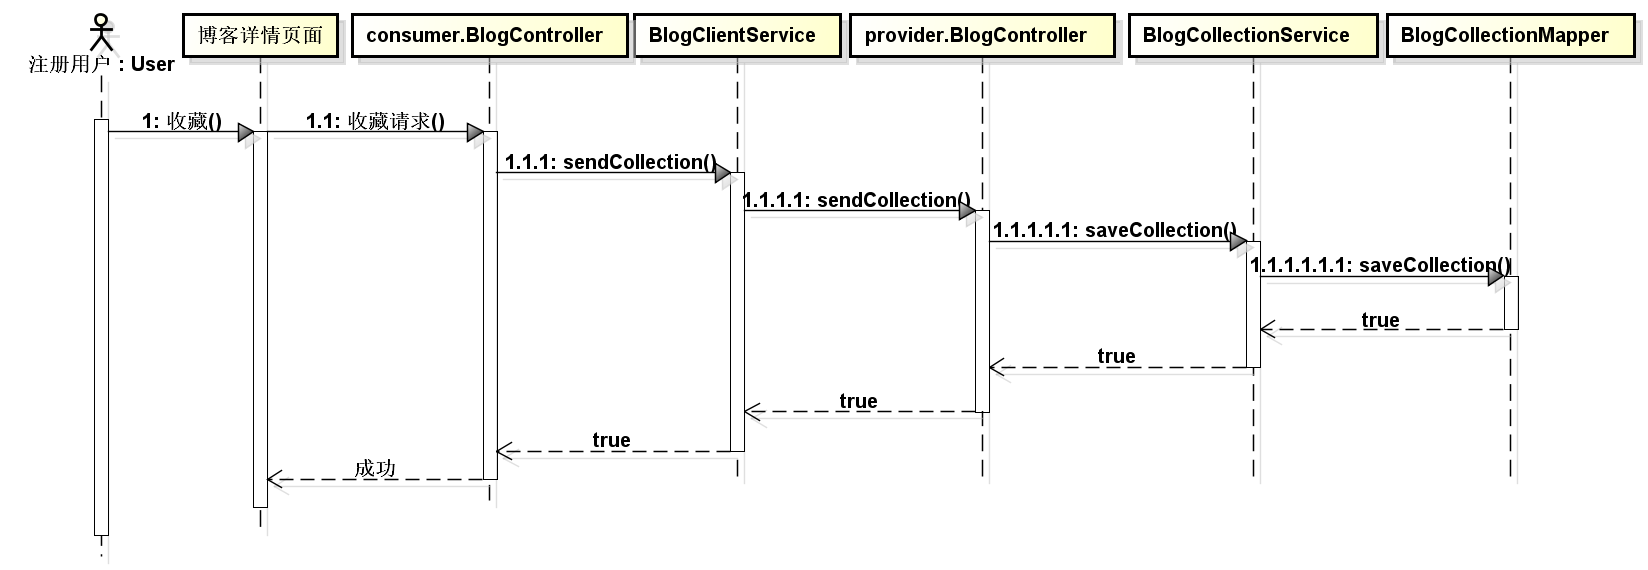 博客详情页面
consumer.BlogController
BlogClientService
provider.BlogController
BlogCollectionService
BlogCollectionMapper
注册用户 : User
1: 收藏()
1.1: 收藏请求()
1.1.1: sendCollection()
1.1.1.1: sendCollection()
1.1.1.1.1: saveCollection()
1.1.1.1.1.1: saveCollection()
true
true
true
true
成功